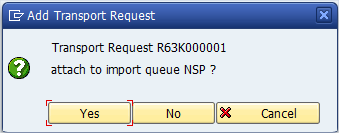 Add Transport Request
Transport Request R63K000001
attach to import queue NSP ?
Yes
No
Cancel